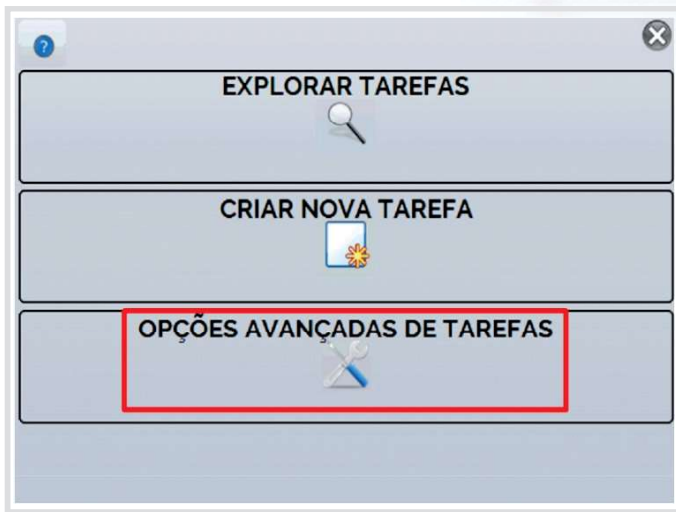 ?
EXPLORAR TAREFAS
CRIAR NOVA TAREFA
OPÇÕES AVANÇADAS DE TAREFAS